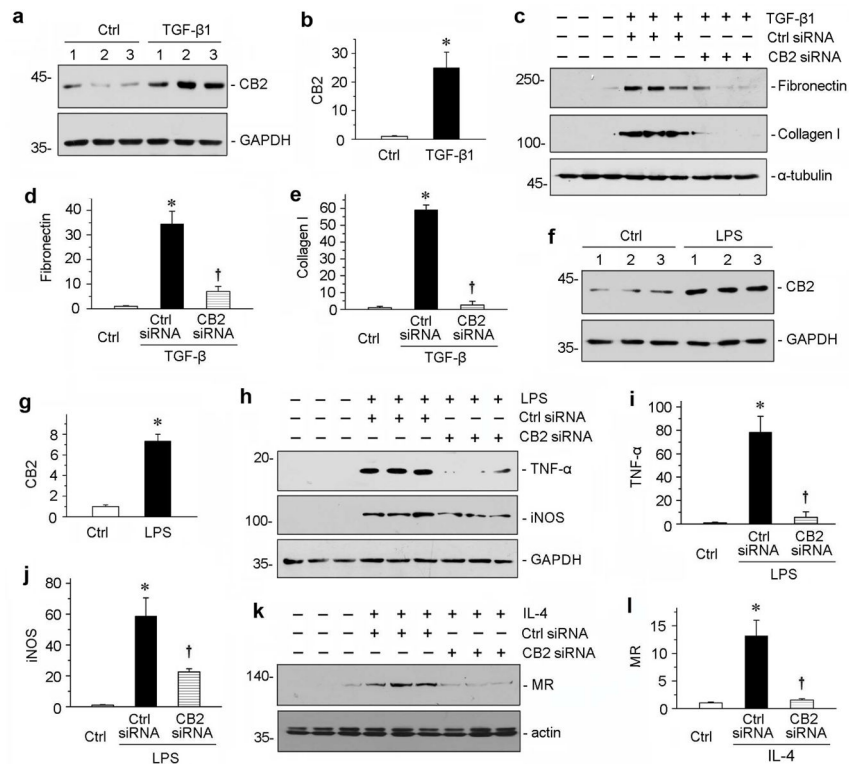 a
Ctrl TGF-β1
1 2 3 1 2 3
45- - CB2
35- - GAPDH
b
CB2
30
20
10
0
*
Ctrl TGF-β1
c
− − − + + + + + + TGF-β1
+ + + Ctrl siRNA
+ + + CB2 siRNA
250- - Fibronectin
100- - Collagen I
45- - α-tubulin
d
Fibronectin
40
30
20
10
0
*
†
Ctrl Ctrl siRNA CB2 siRNA
TGF-β
e
Collagen I
60
40
20
0
*
†
Ctrl Ctrl siRNA CB2 siRNA
TGF-β
f
Ctrl LPS
1 2 3 1 2 3
45- - CB2
35- - GAPDH
g
CB2
8
6
4
2
0
*
Ctrl LPS
h
− − − + + + + + + LPS
− − − + + + Ctrl siRNA
+ + + CB2 siRNA
20- - TNF-α
100- - iNOS
35- - GAPDH
i
TNF-α
100
80
60
40
20
0
*
†
Ctrl Ctrl siRNA CB2 siRNA
LPS
j
iNOS
80
60
40
20
0
*
†
Ctrl Ctrl siRNA CB2 siRNA
LPS
k
− − − + + + + + + IL-4
− − − + + + − − − Ctrl siRNA
− − − − − − + + + CB2 siRNA
140- - MR
35- - actin
l
MR
15
10
5
0
*
†
Ctrl Ctrl siRNA CB2 siRNA
IL-4